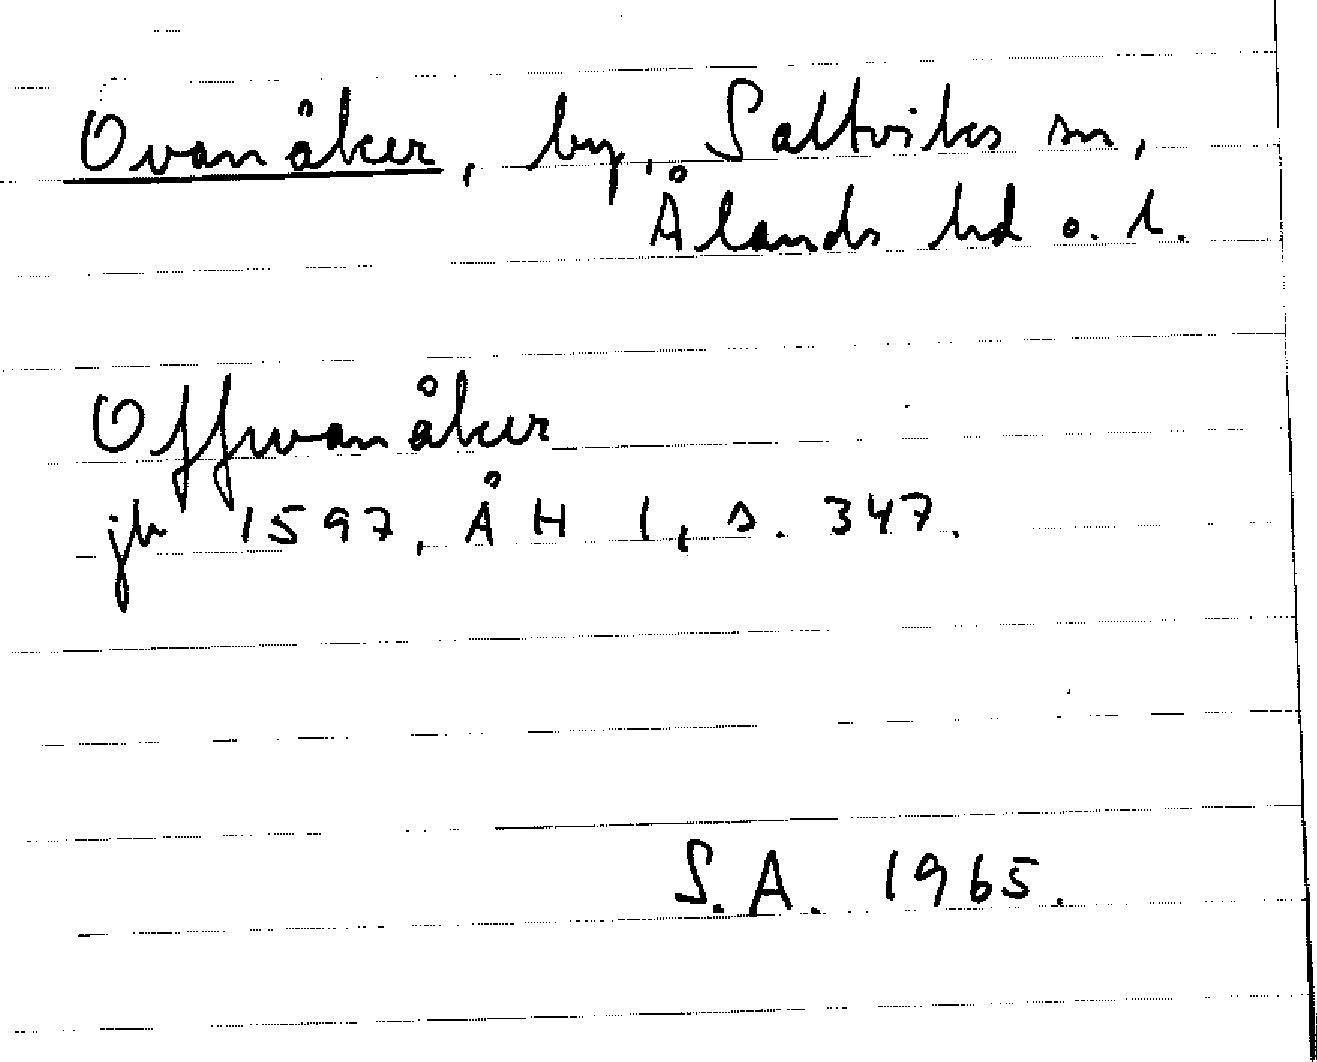 Ovanåker, by, Saltviks sn,
Ålands hd o. l.
Offwanåker
jb 1597, ÅH I, s. 347.
S.A. 1965.